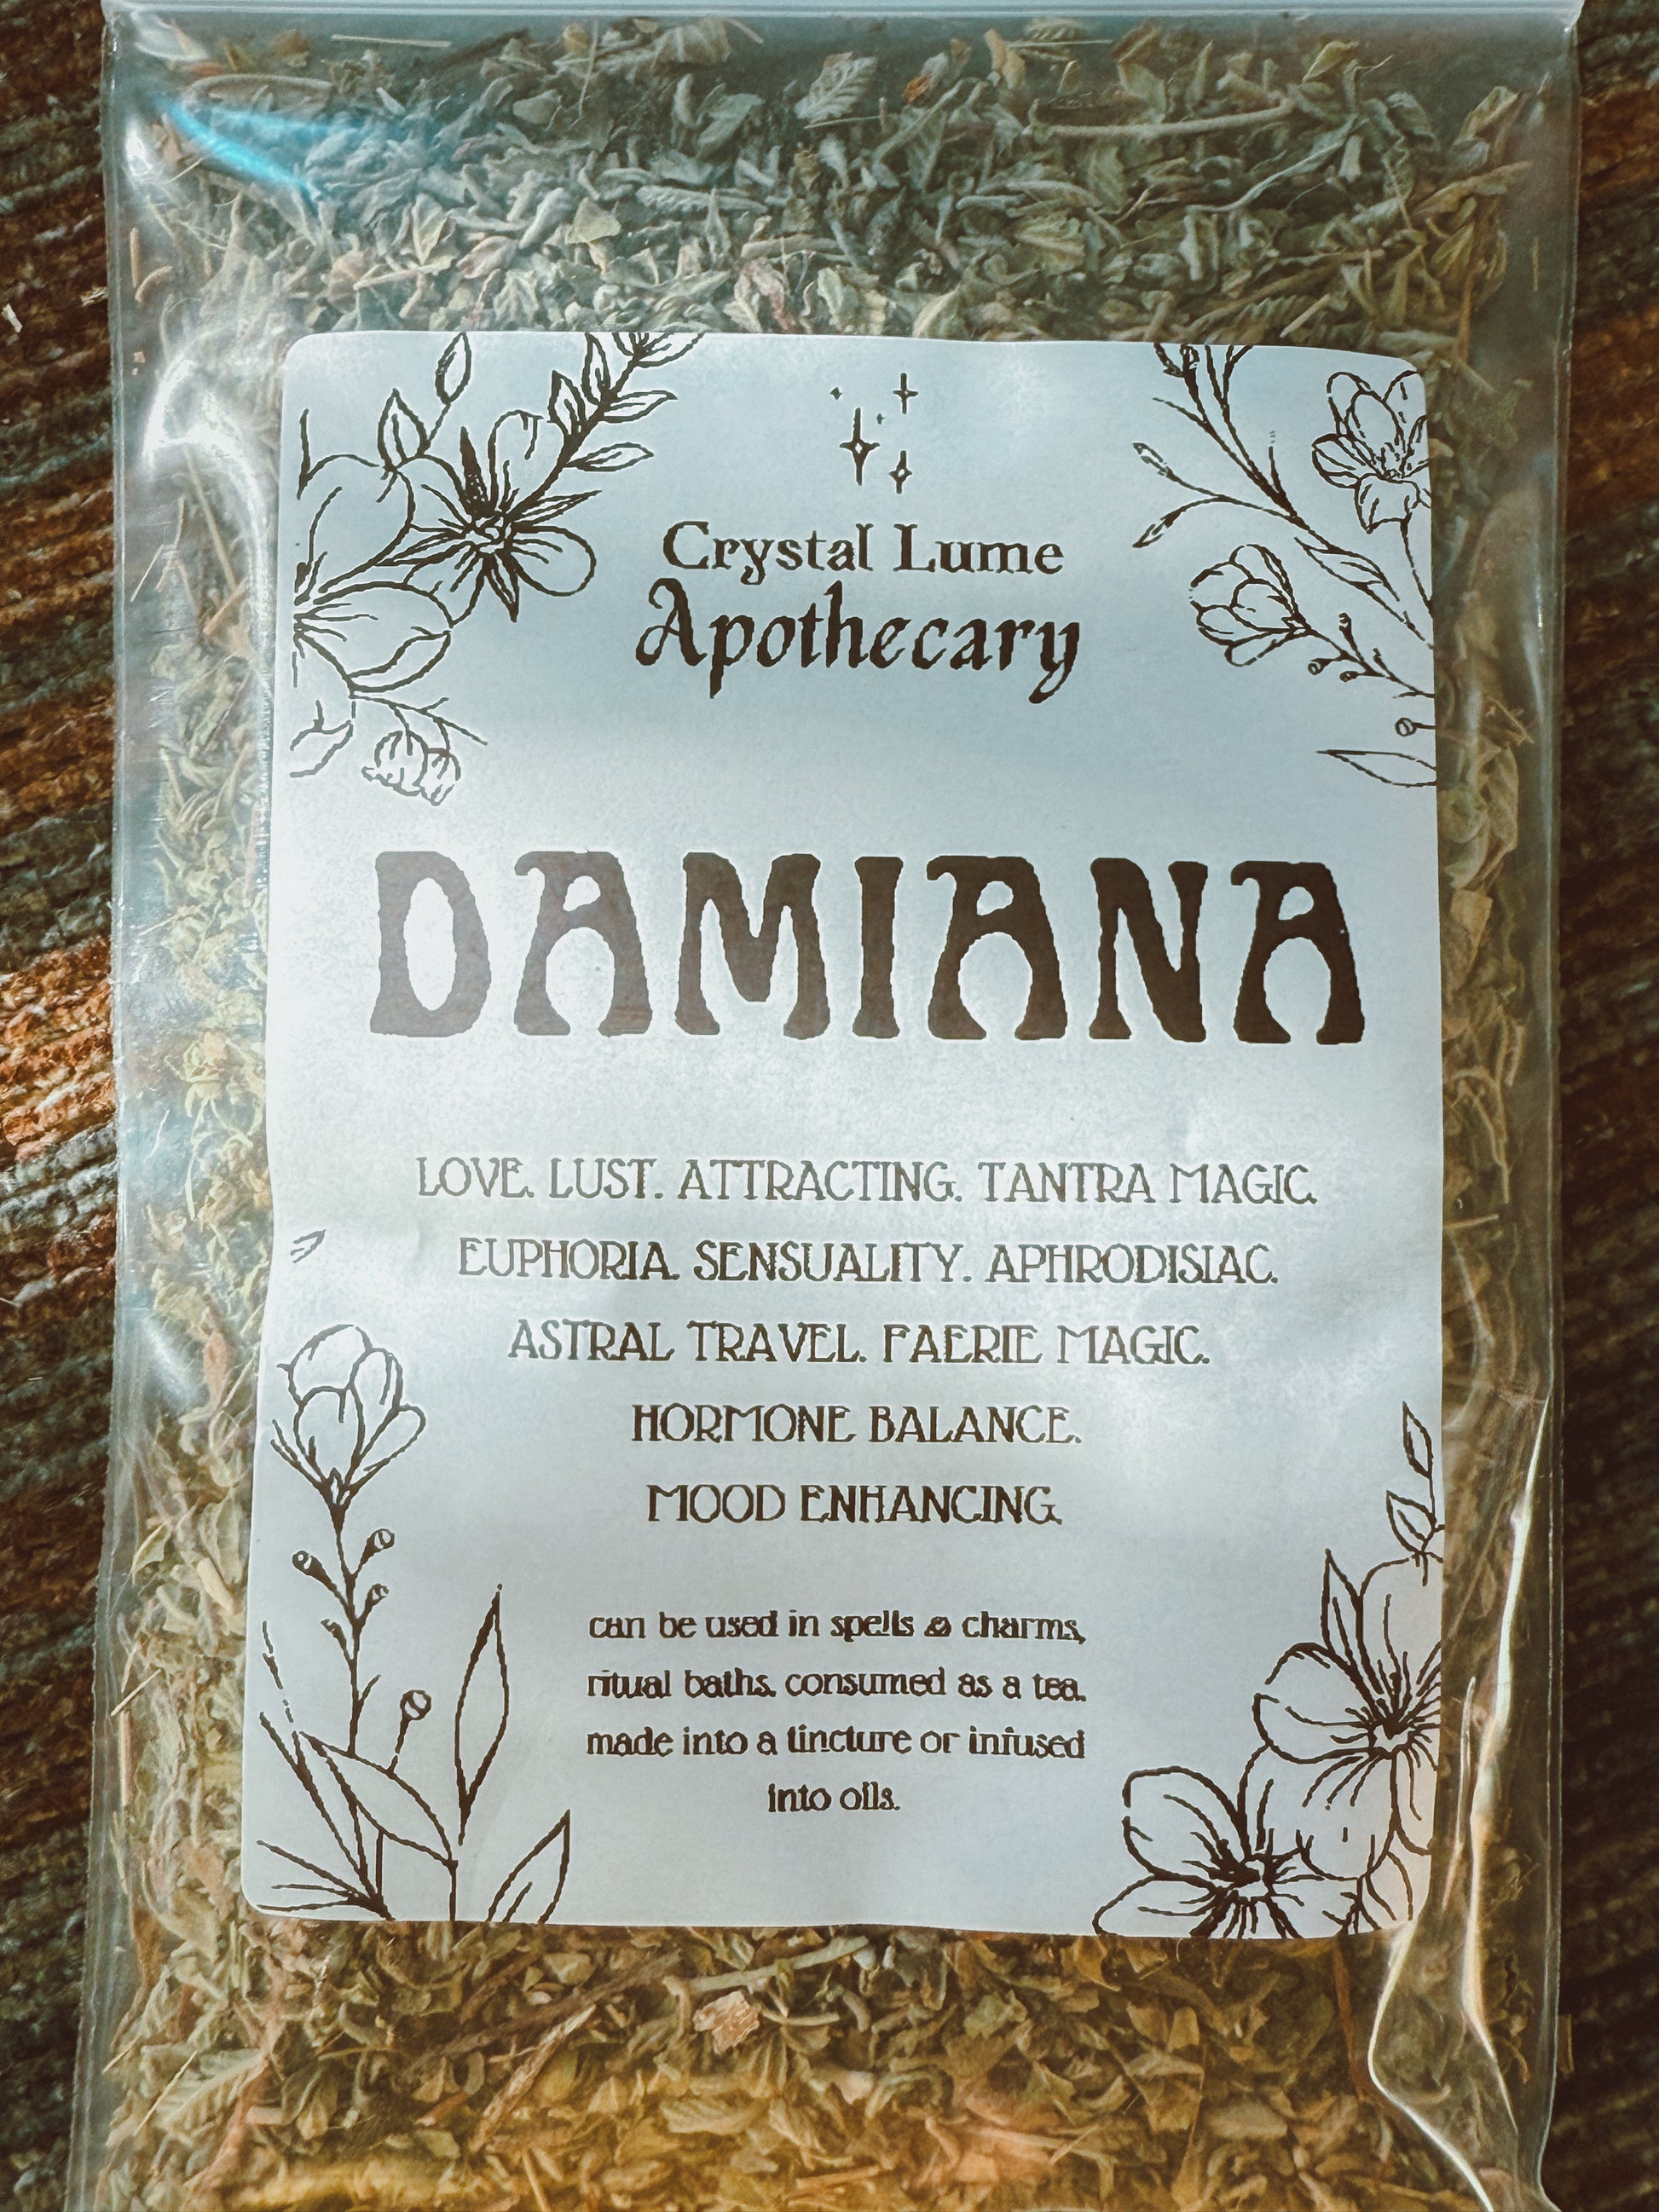 Crystal Lume
Apothecary
DAMIANA
LOVE. LUST. ATTRACTING. TANTRA MAGIC.
EUPHORIA. SENSUALITY. APHRODISIAC.
ASTRAL TRAVEL. FAERIE MAGIC.
HORMONE BALANCE.
MOOD ENHANCING.
can be used in spells & charms,
ritual baths. consumed as a tea.
made into a tincture or infused
into oils.